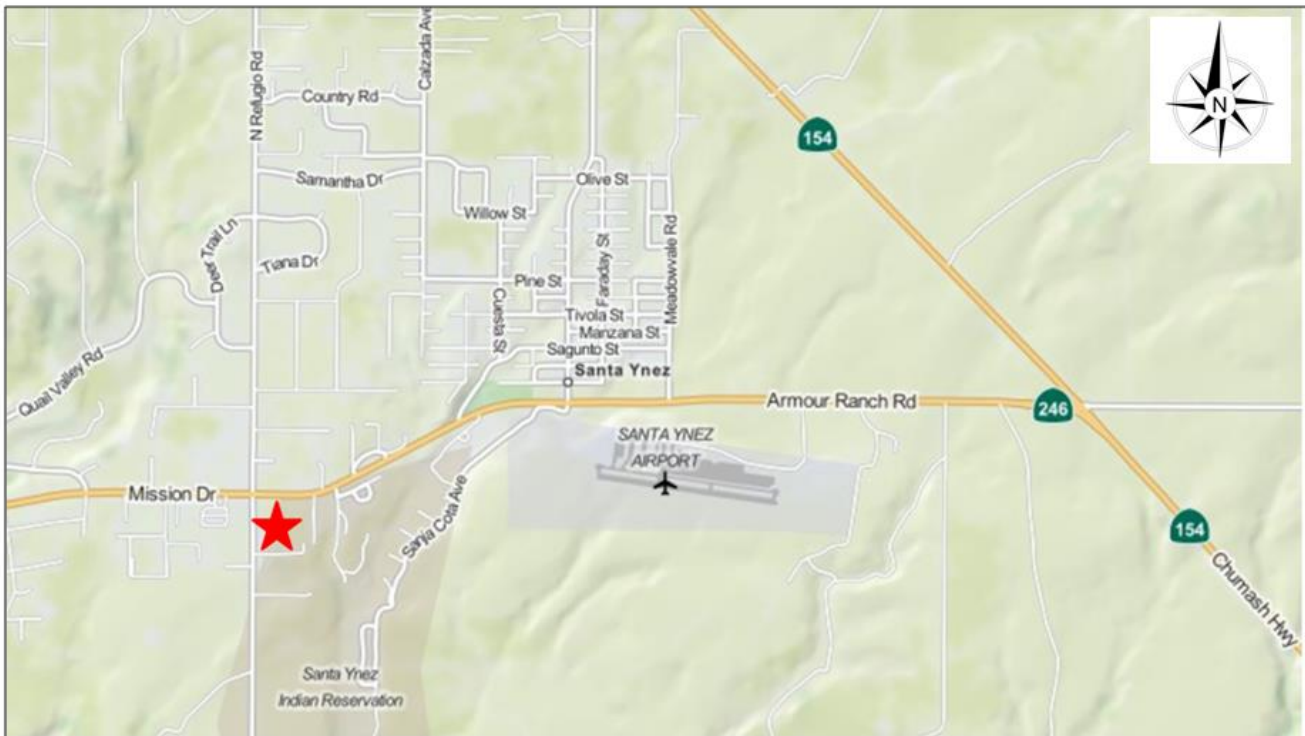 Calzada Ave
N Refugio Rd
Country Rd
154
N
Samantha Dr
Olive St
Willow St
Deer Trail Ln
Tiana Dr
Faraday St
Meadowvale Rd
Pine St
Cuesta St
Tivola St
Manzana St
Sagunto St
Santa Ynez
Quail Valley Rd
Armour Ranch Rd
246
SANTA YNEZ
AIRPORT
Mission Dr
Sanja Cota Ave
154
Chumash Hwy
Santa Ynez
Indian Reservation